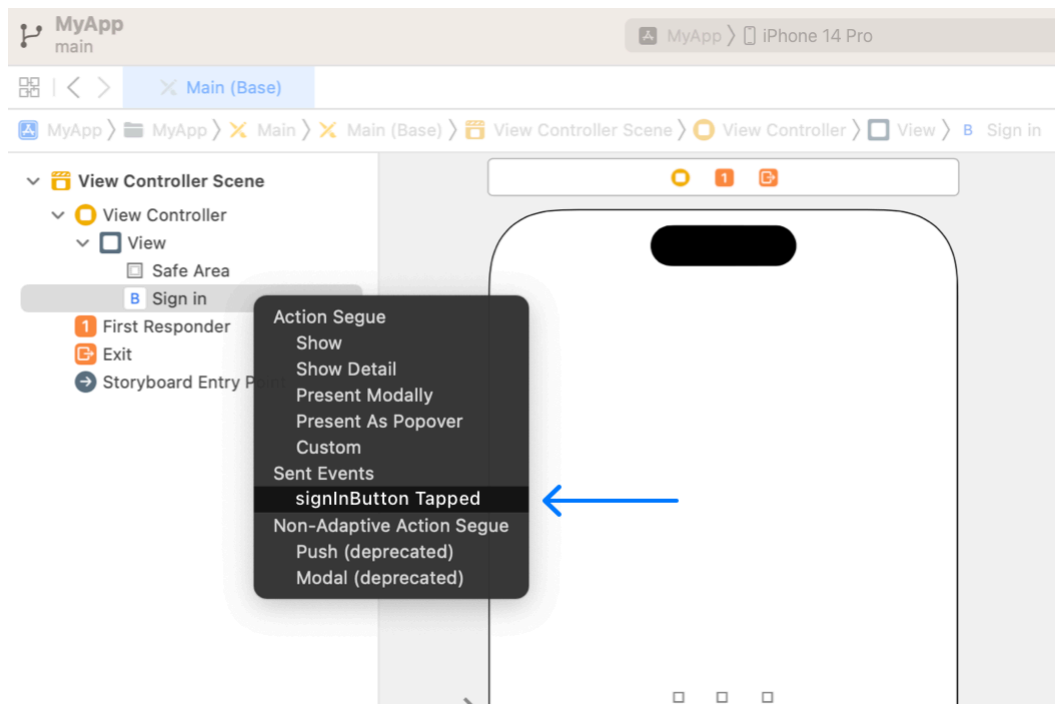 MyApp
main
MyApp iPhone 14 Pro
Main (Base)
MyApp MyApp Main Main (Base) View Controller Scene View Controller View B Sign in
View Controller Scene
View Controller
View
Safe Area
B Sign in
1 First Responder
Exit
Storyboard Entry Point
1
Action Segue
Show
Show Detail
Present Modally
Present As Popover
Custom
Sent Events
signInButton Tapped
Non-Adaptive Action Segue
Push (deprecated)
Modal (deprecated)